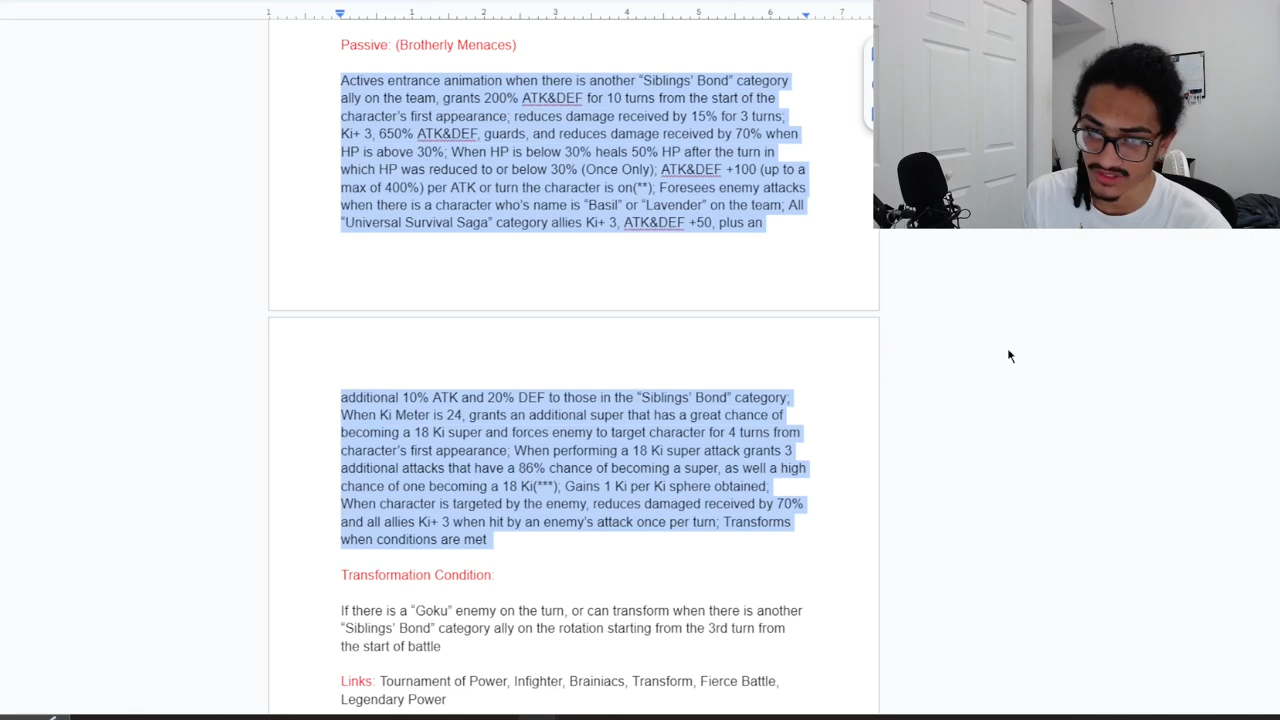 1 1 2 3 4 5 6 7
Passive: (Brotherly Menaces)
Actives entrance animation when there is another “Siblings’ Bond” category
ally on the team, grants 200% ATK&DEF for 10 turns from the start of the
character’s first appearance; reduces damage received by 15% for 3 turns;
Ki+ 3, 650% ATK&DEF, guards, and reduces damage received by 70% when
HP is above 30%; When HP is below 30% heals 50% HP after the turn in
which HP was reduced to or below 30% (Once Only); ATK&DEF +100 (up to a
max of 400%) per ATK or turn the character is on(**); Foresees enemy attacks
when there is a character who’s name is “Basil” or “Lavender” on the team; All
“Universal Survival Saga” category allies Ki+ 3, ATK&DEF +50, plus an
additional 10% ATK and 20% DEF to those in the “Siblings’ Bond” category;
When Ki Meter is 24, grants an additional super that has a great chance of
becoming a 18 Ki super and forces enemy to target character for 4 turns from
character’s first appearance; When performing a 18 Ki super attack grants 3
additional attacks that have a 86% chance of becoming a super, as well a high
chance of one becoming a 18 Ki(***); Gains 1 Ki per Ki sphere obtained;
When character is targeted by the enemy, reduces damaged received by 70%
and all allies Ki+ 3 when hit by an enemy’s attack once per turn; Transforms
when conditions are met
Transformation Condition:
If there is a “Goku” enemy on the turn, or can transform when there is another
“Siblings’ Bond” category ally on the rotation starting from the 3rd turn from
the start of battle
Links: Tournament of Power, Infighter, Brainiacs, Transform, Fierce Battle,
Legendary Power